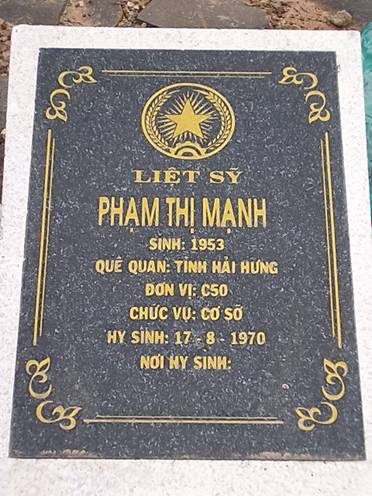 LIỆT SỸ
PHẠM THỊ MẠNH
SINH: 1953
QUÊ QUÁN: TỈNH HẢI HƯNG
ĐƠN VỊ: C50
CHỨC VỤ: CƠ SỞ
HY SINH: 17 - 8 - 1970
NƠI HY SINH: